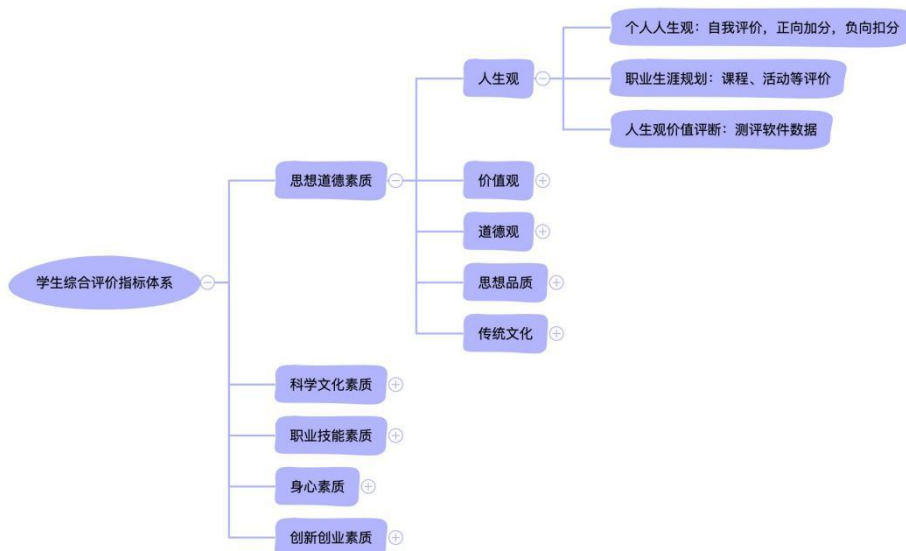 学生综合评价指标体系
思想道德素质
人生观
个人人生观：自我评价，正向加分，负向扣分
职业生涯规划：课程、活动等评价
人生观价值评断：测评软件数据
价值观
道德观
思想品质
传统文化
科学文化素质
职业技能素质
身心素质
创新创业素质